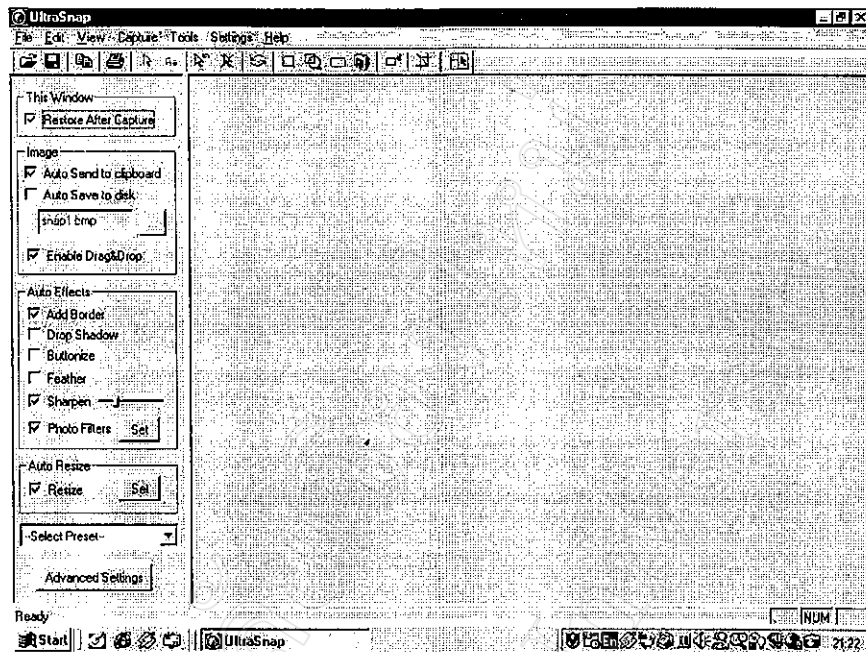 UltraSnap
File Edit View Capture Tools Settings Help
This Window
Restore After Capture
Image
Auto Send to clipboard
Auto Save to disk
snap1.bmp
Enable Drag&Drop
Auto Effects
Add Border
Drop Shadow
Buttonize
Feather
Sharpen
Photo Filters Set
Auto Resize
Resize Set
--Select Preset--
Advanced Settings
Ready NUM
Start UltraSnap 21:22